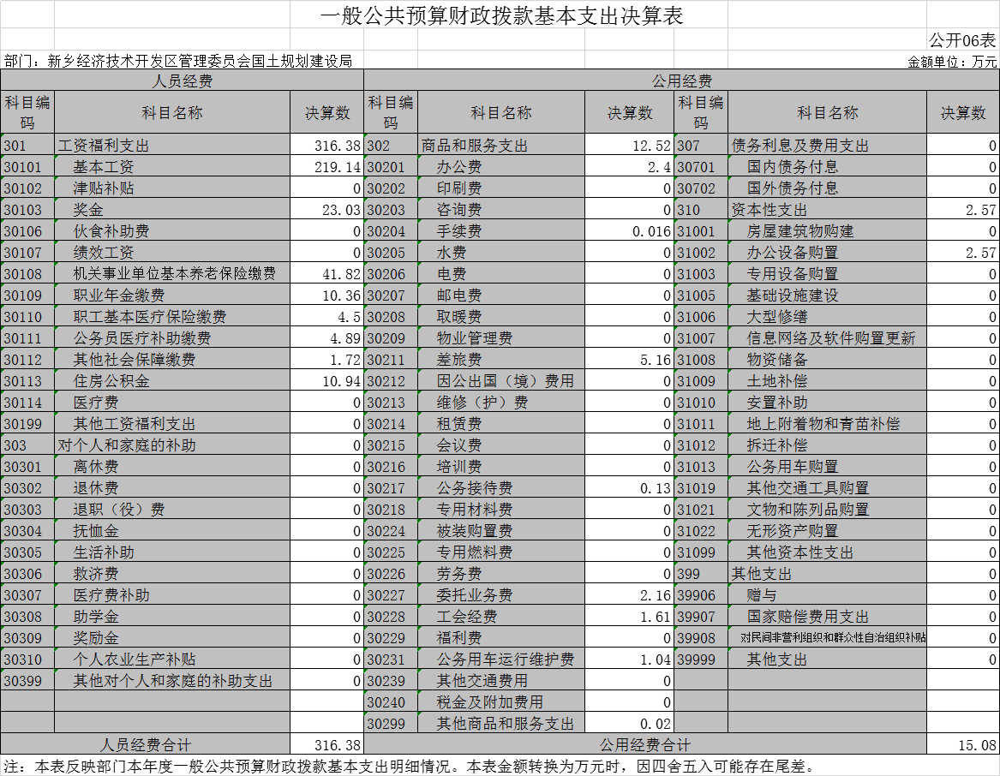 一般公共预算财政拨款基本支出决算表
公开06表
部门：新乡经济技术开发区管理委员会国土规划建设局 金额单位：万元
人员经费 公用经费
科目编码 科目名称 决算数 科目编码 科目名称 决算数 科目编码 科目名称 决算数
301 工资福利支出 316.38 302 商品和服务支出 12.52 307 债务利息及费用支出 0
30101 基本工资 219.14 30201 办公费 2.4 30701 国内债务付息 0
30102 津贴补贴 0 30202 印刷费 0 30702 国外债务付息 0
30103 奖金 23.03 30203 咨询费 0 310 资本性支出 2.57
30106 伙食补助费 0 30204 手续费 0.016 31001 房屋建筑物购建 0
30107 绩效工资 0 30205 水费 0 31002 办公设备购置 2.57
30108 机关事业单位基本养老保险缴费 41.82 30206 电费 0 31003 专用设备购置 0
30109 职业年金缴费 10.36 30207 邮电费 0 31005 基础设施建设 0
30110 职工基本医疗保险缴费 4.5 30208 取暖费 0 31006 大型修缮 0
30111 公务员医疗补助缴费 4.89 30209 物业管理费 0 31007 信息网络及软件购置更新 0
30112 其他社会保障缴费 1.72 30211 差旅费 5.16 31008 物资储备 0
30113 住房公积金 10.94 30212 因公出国（境）费用 0 31009 土地补偿 0
30114 医疗费 0 30213 维修（护）费 0 31010 安置补助 0
30199 其他工资福利支出 0 30214 租赁费 0 31011 地上附着物和青苗补偿 0
303 对个人和家庭的补助 0 30215 会议费 0 31012 拆迁补偿 0
30301 离休费 0 30216 培训费 0 31013 公务用车购置 0
30302 退休费 0 30217 公务接待费 0.13 31019 其他交通工具购置 0
30303 退职（役）费 0 30218 专用材料费 0 31021 文物和陈列品购置 0
30304 抚恤金 0 30224 被装购置费 0 31022 无形资产购置 0
30305 生活补助 0 30225 专用燃料费 0 31099 其他资本性支出 0
30306 救济费 0 30226 劳务费 0 399 其他支出 0
30307 医疗费补助 0 30227 委托业务费 2.16 39906 赠与 0
30308 助学金 0 30228 工会经费 1.61 39907 国家赔偿费用支出 0
30309 奖励金 0 30229 福利费 0 39908 对民间非营利组织和群众性自治组织补贴 0
30310 个人农业生产补贴 0 30231 公务用车运行维护费 1.04 39999 其他支出 0
30399 其他对个人和家庭的补助支出 0 30239 其他交通费用 0
30240 税金及附加费用 0
30299 其他商品和服务支出 0.02
人员经费合计 316.38 公用经费合计 15.08
注：本表反映部门本年度一般公共预算财政拨款基本支出明细情况。本表金额转换为万元时，因四舍五入可能存在尾差。